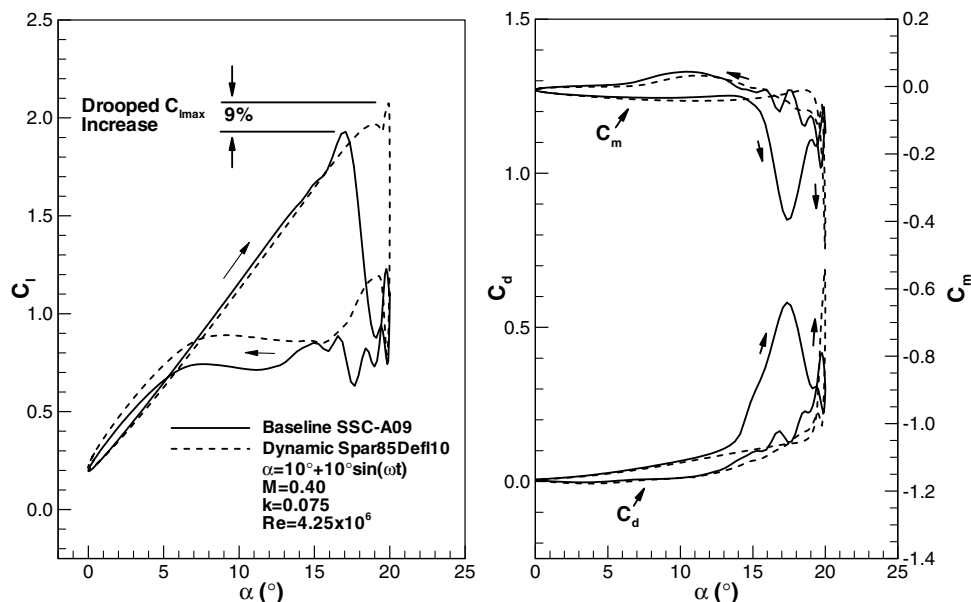 2.5
2.0
1.5
1.0
0.5
0.0
C_l
0
5
10
15
20
25
α (°)
Drooped C_lmax
Increase
9%
Baseline SSC-A09
Dynamic Spar85Defl10
α=10°+10°sin(ωt)
M=0.40
k=0.075
Re=4.25x10^6
1.5
1.0
0.5
0.0
C_d
0
5
10
15
20
25
α (°)
C_m
C_d
0.2
0.0
-0.2
-0.4
-0.6
-0.8
-1.0
-1.2
-1.4
C_m